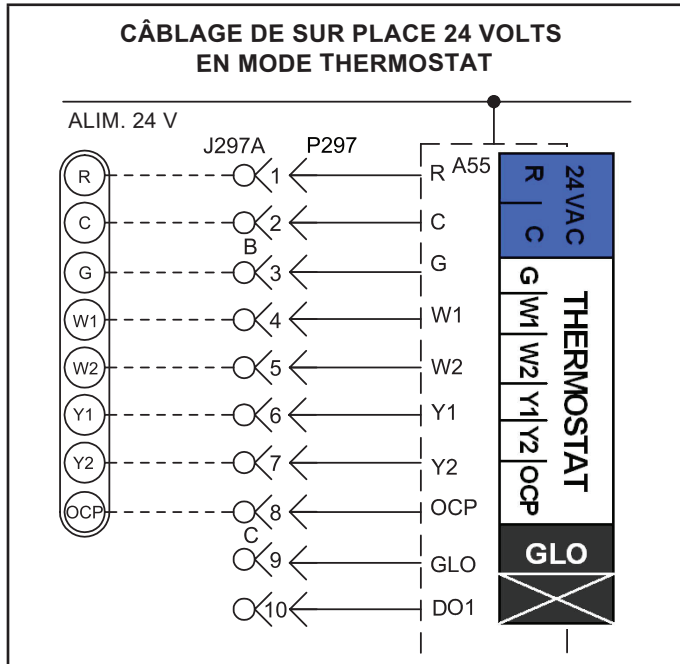 CÂBLAGE DE SUR PLACE 24 VOLTS
EN MODE THERMOSTAT
ALIM. 24 V
J297A P297
R 1 R A55
C 2 C
B
G 3 G
W1 4 W1
W2 5 W2
Y1 6 Y1
Y2 7 Y2
OCP 8 OCP
C
9 GLO
10 DO1
24VAC
R C
THERMOSTAT
G W1 W2 Y1 Y2 OCP
GLO